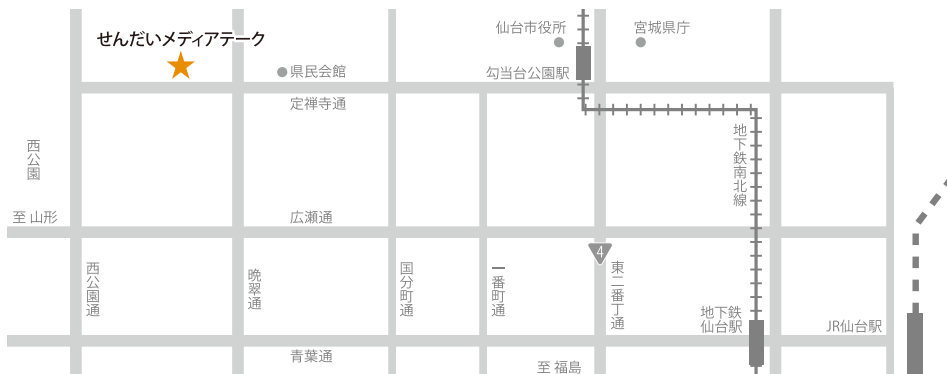 仙台市役所
宮城県庁
せんだいメディアテーク
県民会館
勾当台公園駅
定禅寺通
地下鉄南北線
西公園
至 山形
広瀬通
4
西公園通
晩翠通
国分町通
一番町通
東二番丁通
地下鉄
仙台駅
JR仙台駅
青葉通
至 福島